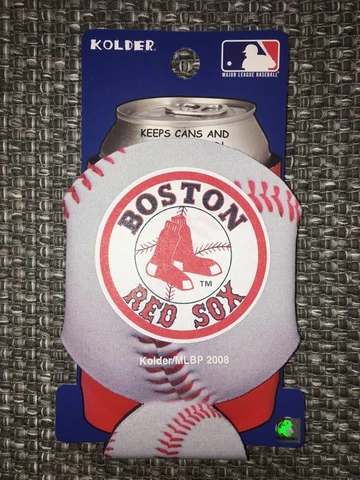 KOLDER
MAJOR LEAGUE BASEBALL
KEEPS CANS AND
BOSTON
TM
RED SOX
Kolder/MLBP 2008